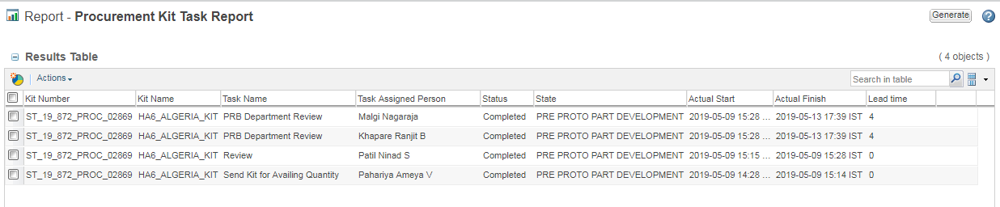 Report - Procurement Kit Task Report Generate
Results Table ( 4 objects )
Actions Search in table
Kit Number Kit Name Task Name Task Assigned Person Status State Actual Start Actual Finish Lead time
ST_19_872_PROC_02869 HA6_ALGERIA_KIT PRB Department Review Malgi Nagaraja Completed PRE PROTO PART DEVELOPMENT 2019-05-09 15:28 ... 2019-05-13 17:39 IST 4
ST_19_872_PROC_02869 HA6_ALGERIA_KIT PRB Department Review Khapare Ranjit B Completed PRE PROTO PART DEVELOPMENT 2019-05-09 15:28 ... 2019-05-13 17:39 IST 4
ST_19_872_PROC_02869 HA6_ALGERIA_KIT Review Patil Ninad S Completed PRE PROTO PART DEVELOPMENT 2019-05-09 15:15 ... 2019-05-09 15:28 IST 0
ST_19_872_PROC_02869 HA6_ALGERIA_KIT Send Kit for Availing Quantity Pahariya Ameya V Completed PRE PROTO PART DEVELOPMENT 2019-05-09 14:28 ... 2019-05-09 15:14 IST 0